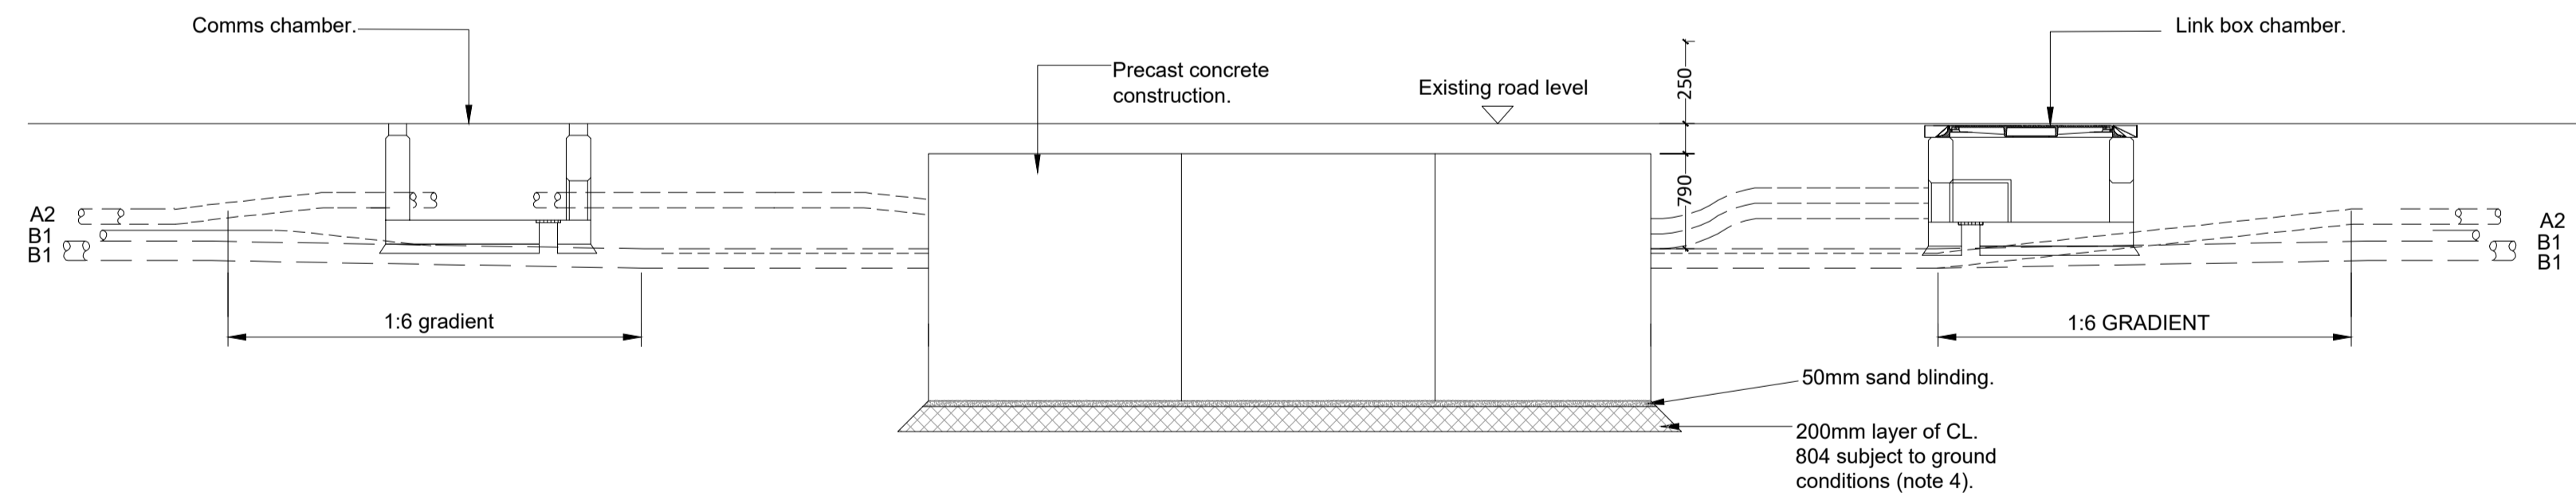 Comms chamber.
Link box chamber.
Precast concrete
construction.
Existing road level
250
790
A2
B1
B1
A2
B1
B1
1:6 gradient
1:6 GRADIENT
50mm sand blinding.
200mm layer of CL.
804 subject to ground
conditions (note 4).